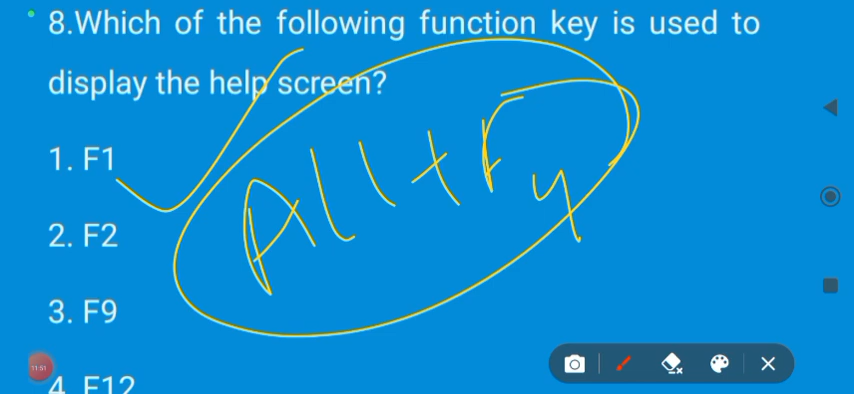 8.Which of the following function key is used to
display the help screen?
1. F1
2. F2
3. F9
4. F12
All+F4
11:51